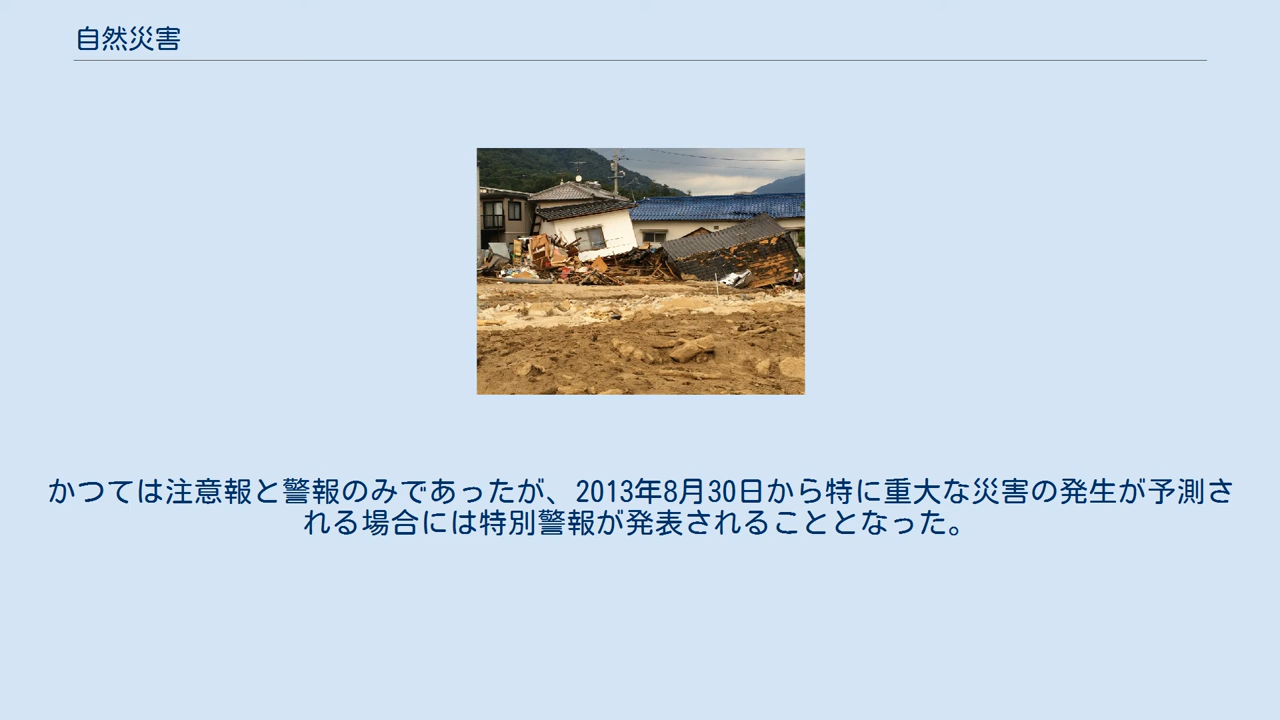 自然災害
かつては注意報と警報のみであったが、2013年8月30日から特に重大な災害の発生が予測さ
れる場合には特別警報が発表されることとなった。